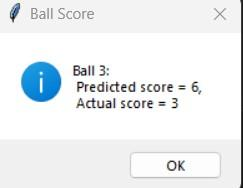 Ball Score
Ball 3:
Predicted score = 6,
Actual score = 3
OK